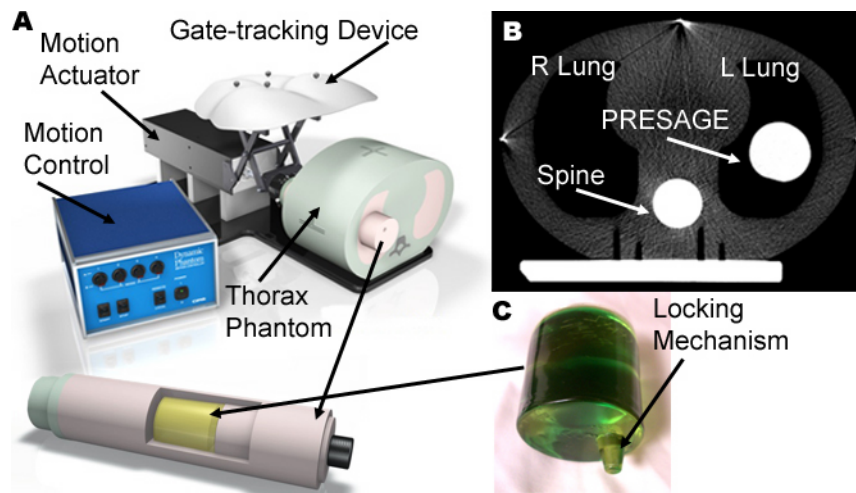 A
Motion
Actuator
Gate-tracking Device
Motion
Control
Dynamic
Phantom
Thorax
Phantom
B
R Lung
L Lung
PRESAGE
Spine
C
Locking
Mechanism